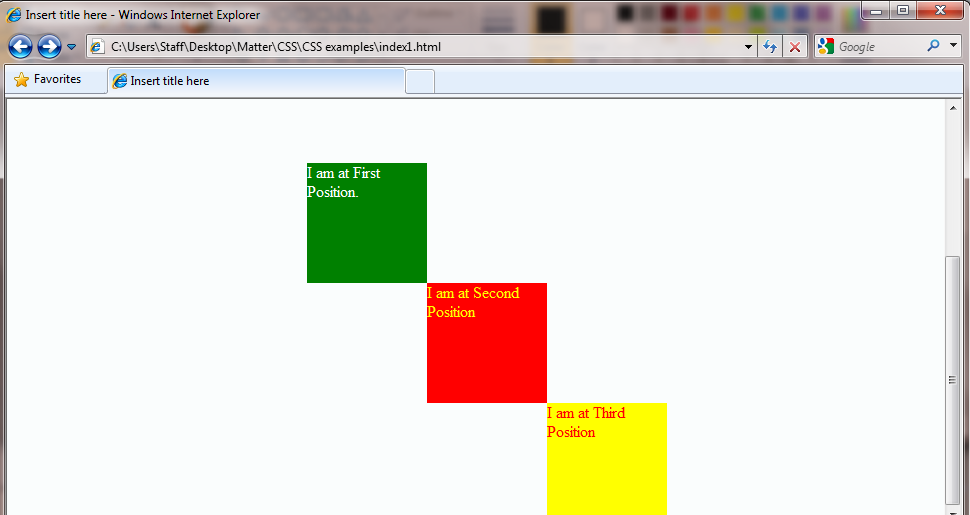 Insert title here - Windows Internet Explorer
C:\Users\Staff\Desktop\Matter\CSS\CSS examples\index1.html
Google
Favorites
Insert title here
I am at First
Position.
I am at Second
Position
I am at Third
Position